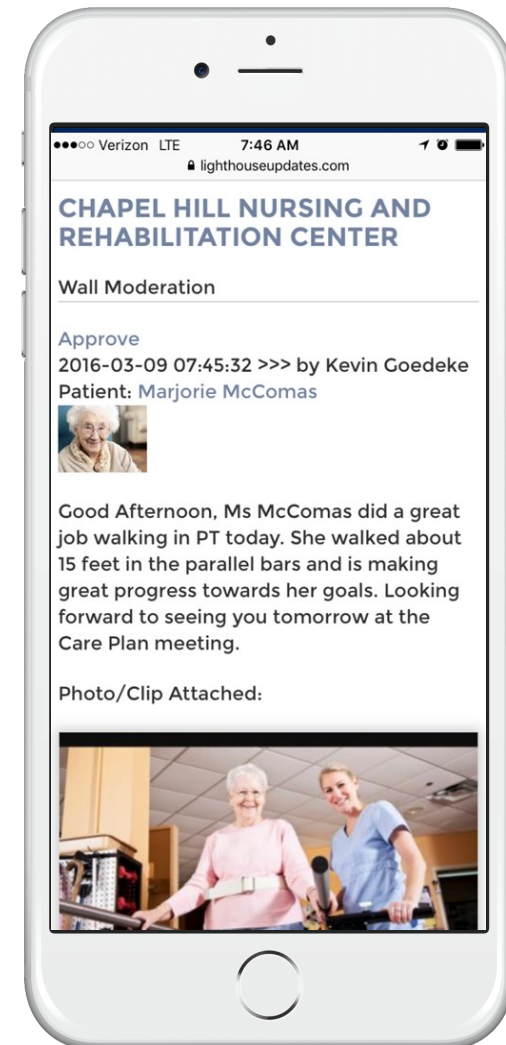 Verizon LTE 7:46 AM
lighthouseupdates.com
CHAPEL HILL NURSING AND
REHABILITATION CENTER
Wall Moderation
Approve
2016-03-09 07:45:32 >>> by Kevin Goedeke
Patient: Marjorie McComas
Good Afternoon, Ms McComas did a great
job walking in PT today. She walked about
15 feet in the parallel bars and is making
great progress towards her goals. Looking
forward to seeing you tomorrow at the
Care Plan meeting.
Photo/Clip Attached: